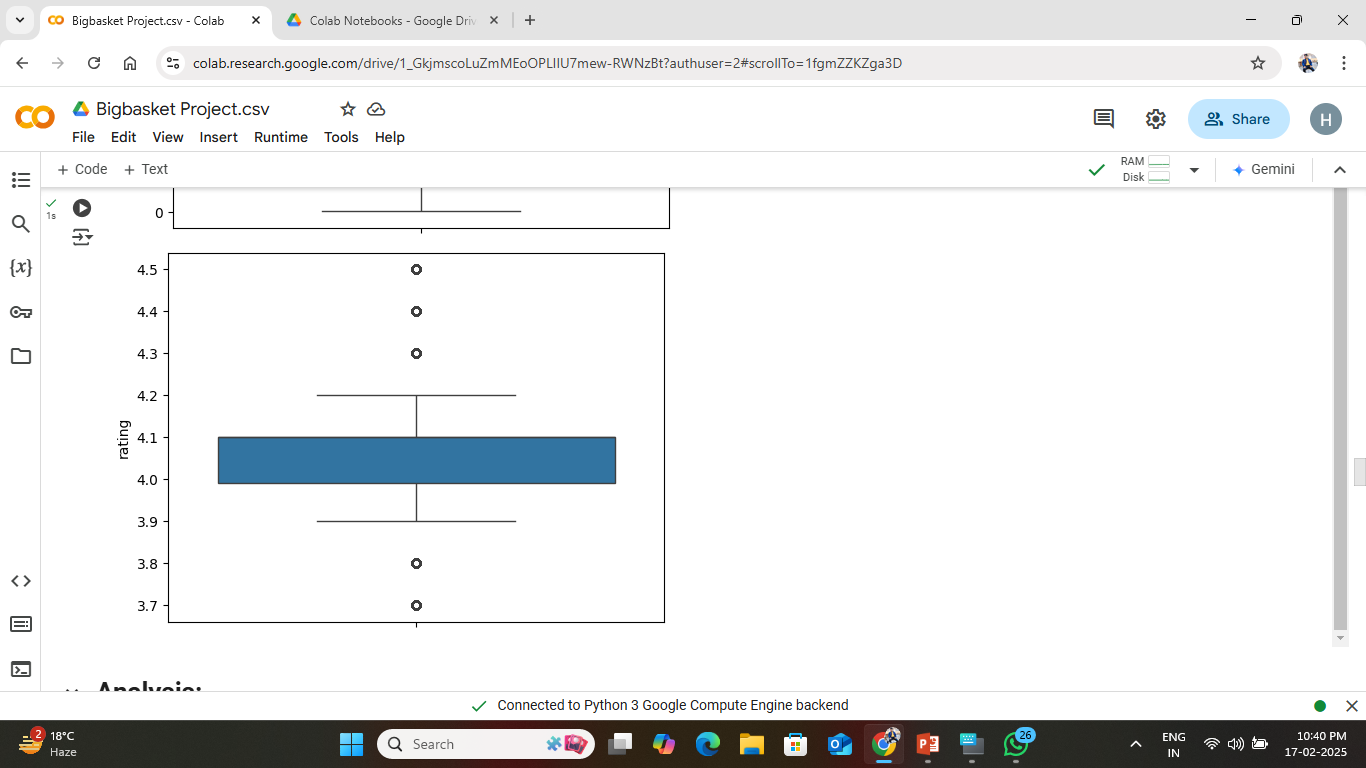 Bigbasket Project.csv - Colab
Colab Notebooks - Google Driv
colab.research.google.com/drive/1_GkjmscoLuZmMEoOPLIIU7mew-RWNzBt?authuser=2#scrollTo=1fgmZZKZga3D
Bigbasket Project.csv
File Edit View Insert Runtime Tools Help
Share
H
+ Code + Text
RAM
Disk
Gemini
1s
0
4.5
4.4
4.3
4.2
4.1
4.0
3.9
3.8
3.7
rating
Analysis:
Connected to Python 3 Google Compute Engine backend
2
18°C
Haze
Search
26
ENG
IN
10:40 PM
17-02-2025